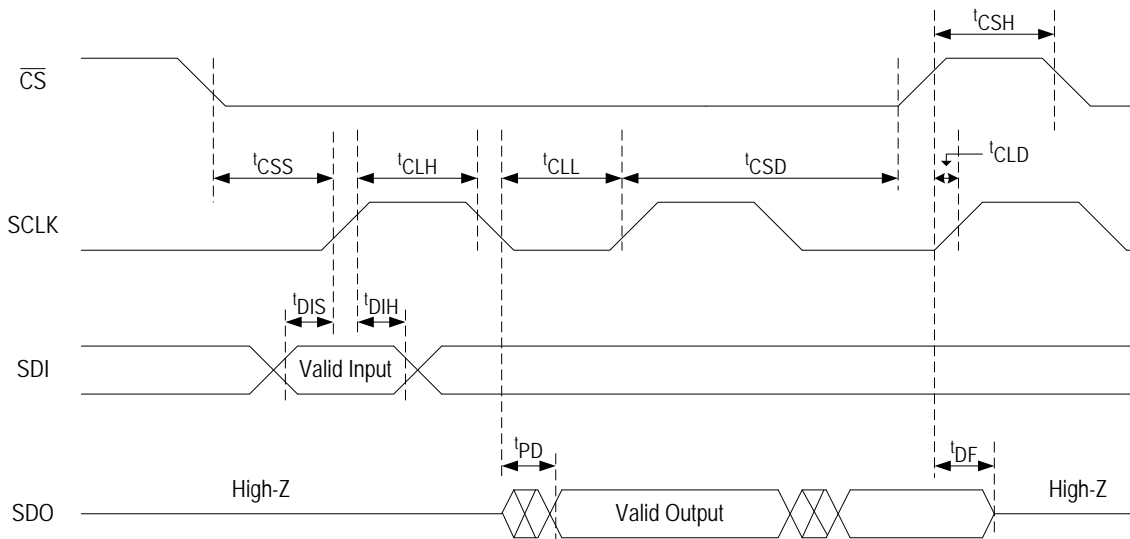 tCSH
CS
tCLD
tCSS
tCLH
tCLL
tCSD
SCLK
tDIS
tDIH
SDI
Valid Input
tPD
tDF
High-Z
High-Z
SDO
Valid Output